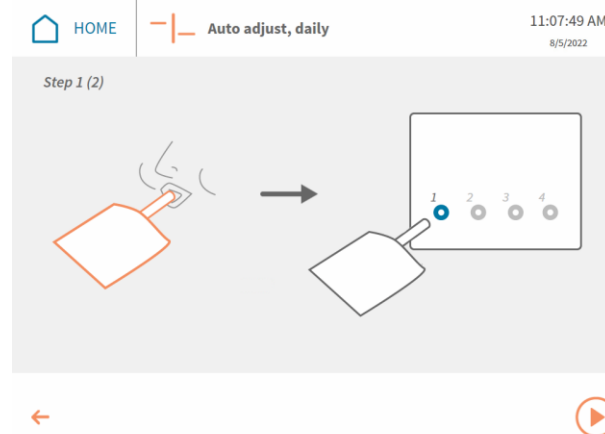 HOME
Auto adjust, daily
11:07:49 AM
8/5/2022
Step 1 (2)
1 2 3 4